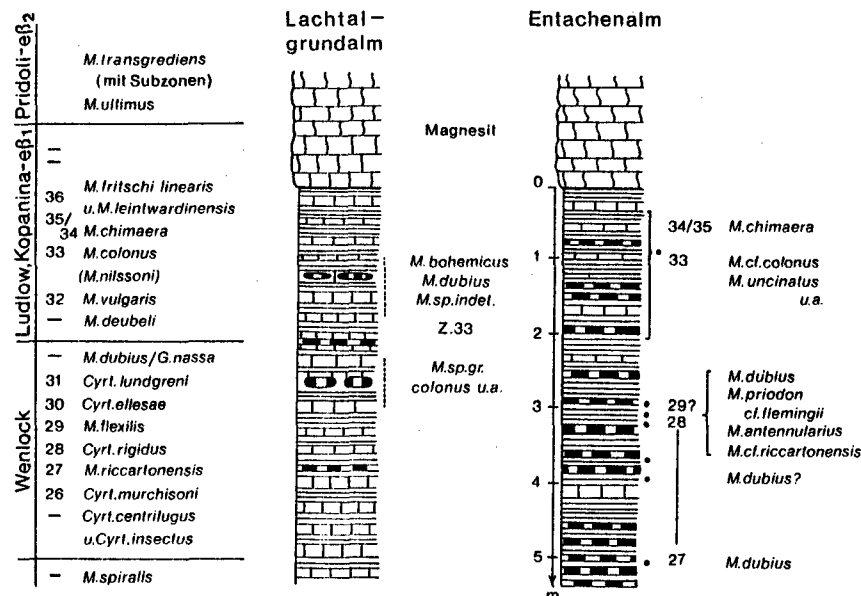 Lachtal-
grundalm
Entachenalm
Pridoli-eβ2
M.transgrediens
(mit Subzonen)
M.ultimus
Ludlow, Kopanina-eβ1
–
–
36 M.fritschi linearis
u.M.leintwardinensis
35/
34 M.chimaera
33 M.colonus
(M.nilssoni)
32 M.vulgaris
– M.deubeli
Wenlock
– M.dubius/G.nassa
31 Cyrt.lundgreni
30 Cyrt.ellesae
29 M.flexilis
28 Cyrt.rigidus
27 M.riccartonensis
26 Cyrt.murchisoni
– Cyrt.centrifugus
u.Cyrt.insectus
– M.spiralis
Magnesit
M.bohemicus
M.dubius
M.sp.indet.
Z.33
M.sp.gr.
colonus u.a.
0
1
2
3
4
5
m
34/35 M.chimaera
33 M.cf.colonus
M.uncinatus
u.a.
M.dubius
M.priodon
29? cf.flemingii
28 M.antennularius
M.cf.riccartonensis
M.dubius?
27 M.dubius